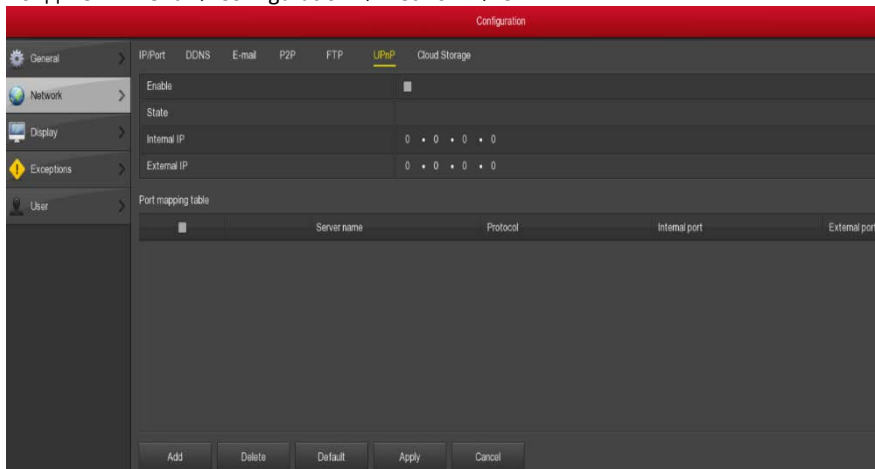 Configuration
General
Network
Display
Exceptions
User
IP/Port DDNS E-mail P2P FTP UPnP Cloud Storage
Enable
State
Internal IP 0 . 0 . 0 . 0
External IP 0 . 0 . 0 . 0
Port mapping table
Server name Protocol Internal port External port
Add Delete Default Apply Cancel